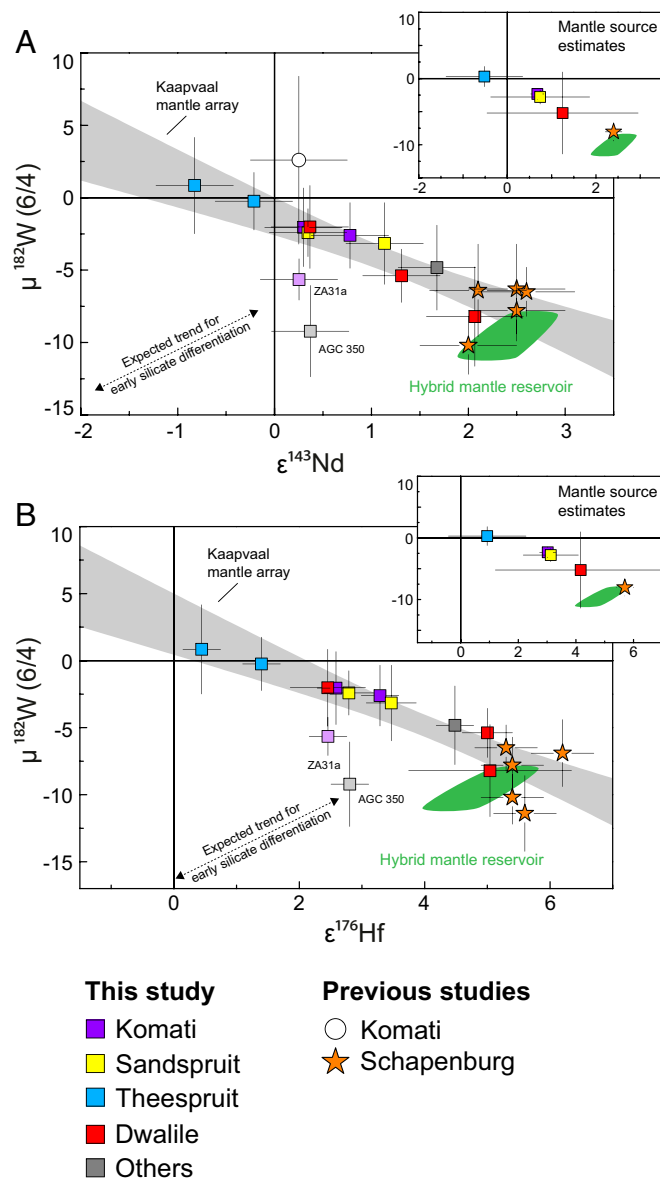 A
Kaapvaal
mantle array
Mantle source
estimates
10
0
-5
-10
-2
0
2
10
5
0
-5
-10
-15
μ ¹⁸²W (6/4)
ZA31a
AGC 350
Expected trend for
early silicate differentiation
Hybrid mantle reservoir
-2
-1
0
1
2
3
ε¹⁴³Nd
B
Kaapvaal
mantle array
Mantle source
estimates
10
0
-5
-10
0
2
4
6
10
5
0
-5
-10
-15
μ ¹⁸²W (6/4)
ZA31a
AGC 350
Expected trend for
early silicate differentiation
Hybrid mantle reservoir
0
2
4
6
ε¹⁷⁶Hf
This study
Komati
Sandspruit
Theespruit
Dwalile
Others
Previous studies
Komati
Schapenburg